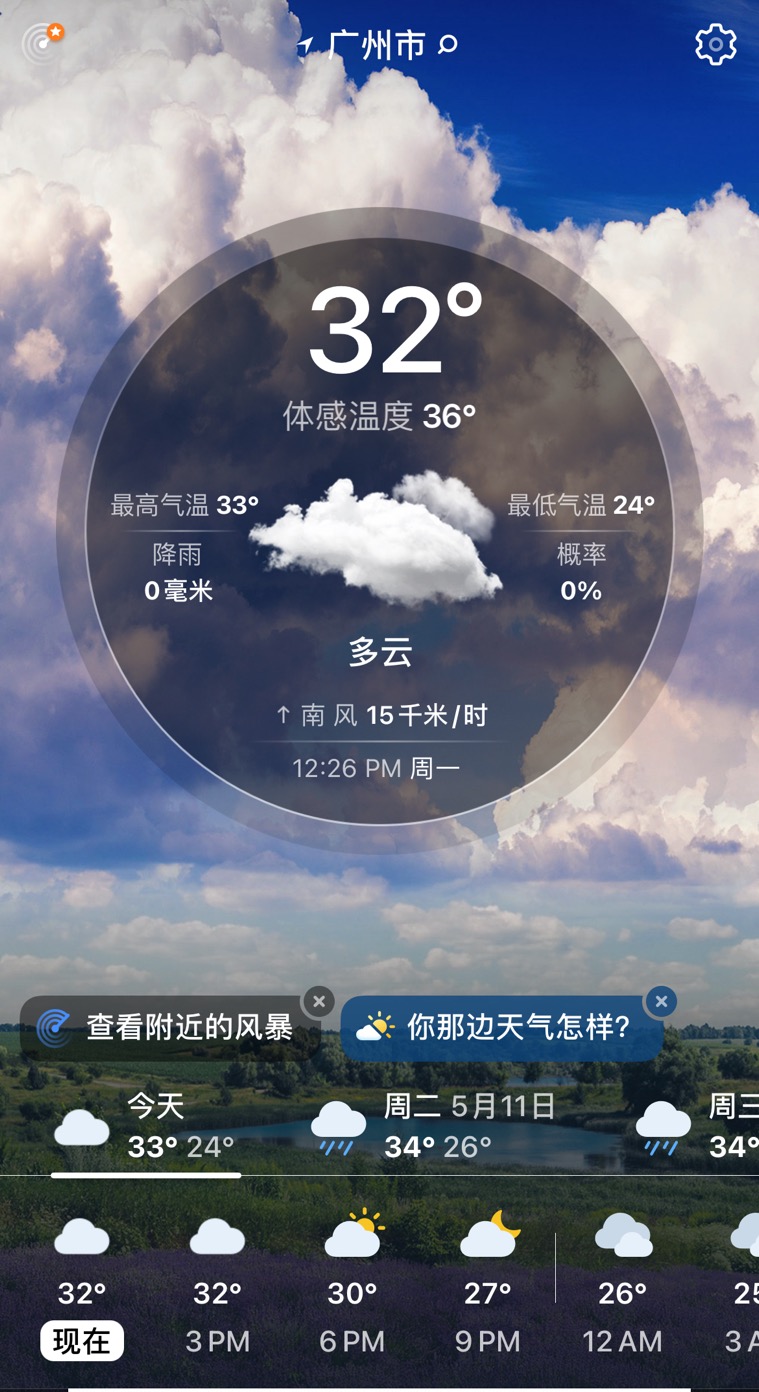 广州市
32°
体感温度 36°
最高气温 33°
最低气温 24°
降雨
0毫米
概率
0%
多云
↑ 南 风 15千米/时
12:26 PM 周一
查看附近的风暴
你那边天气怎样?
今天
33° 24°
周二 5月11日
34° 26°
周三
34°
32° 32° 30° 27° 26° 25
现在 3 PM 6 PM 9 PM 12 AM 3 A